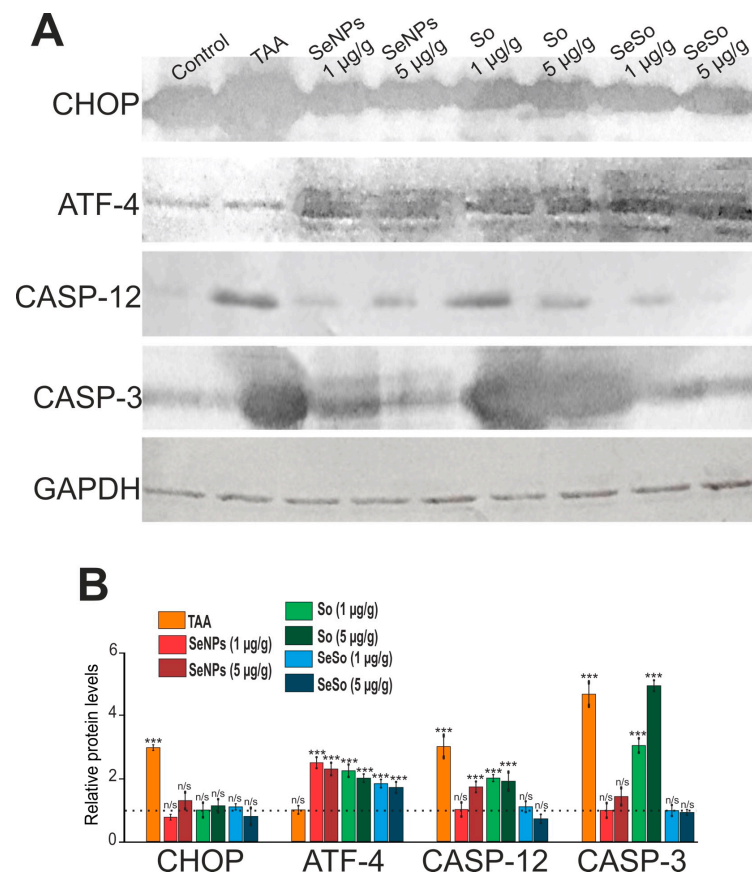 A
Control
TAA
SeNPs
1 µg/g
SeNPs
5 µg/g
So
1 µg/g
So
5 µg/g
SeSo
1 µg/g
SeSo
5 µg/g
CHOP
ATF-4
CASP-12
CASP-3
GAPDH
B
TAA
SeNPs (1 µg/g)
SeNPs (5 µg/g)
So (1 µg/g)
So (5 µg/g)
SeSo (1 µg/g)
SeSo (5 µg/g)
Relative protein levels
6
4
2
0
*** n/s n/s n/s n/s n/s n/s
n/s *** *** *** *** *** ***
*** n/s *** *** *** n/s n/s
*** n/s n/s *** *** n/s n/s
CHOP ATF-4 CASP-12 CASP-3